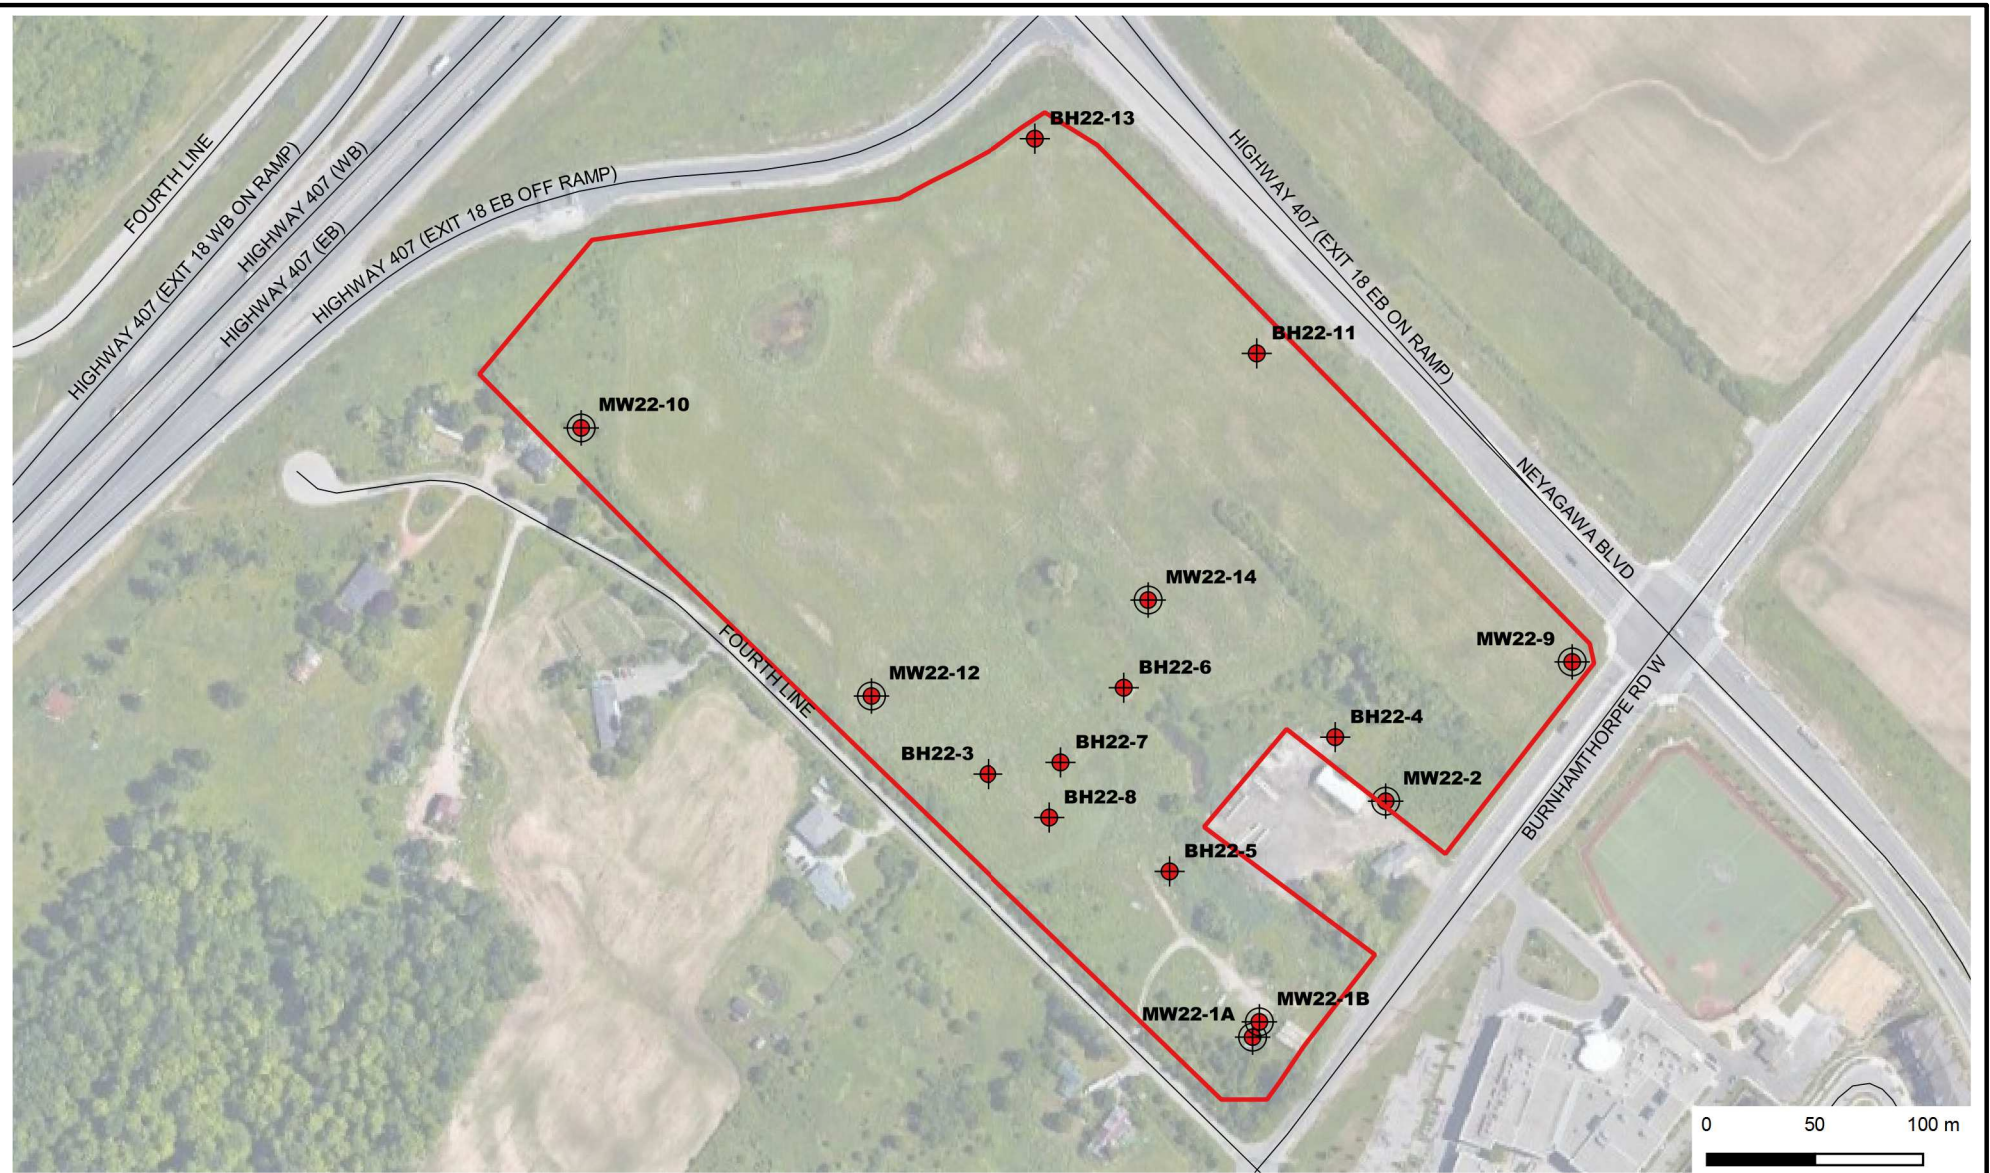 BH22-13
FOURTH LINE
HIGHWAY 407 (EXIT 18 WB ON RAMP)
HIGHWAY 407 (WB)
HIGHWAY 407 (EB)
HIGHWAY 407 (EXIT 18 EB OFF RAMP)
HIGHWAY 407 (EXIT 18 EB ON RAMP)
BH22-11
MW22-10
NEYAGAWA BLVD
MW22-14
MW22-9
FOURTH LINE
MW22-12
BH22-6
BURNHAMTHORPE RD W
BH22-4
BH22-3
BH22-7
MW22-2
BH22-8
BH22-5
MW22-1B
MW22-1A
0 50 100 m